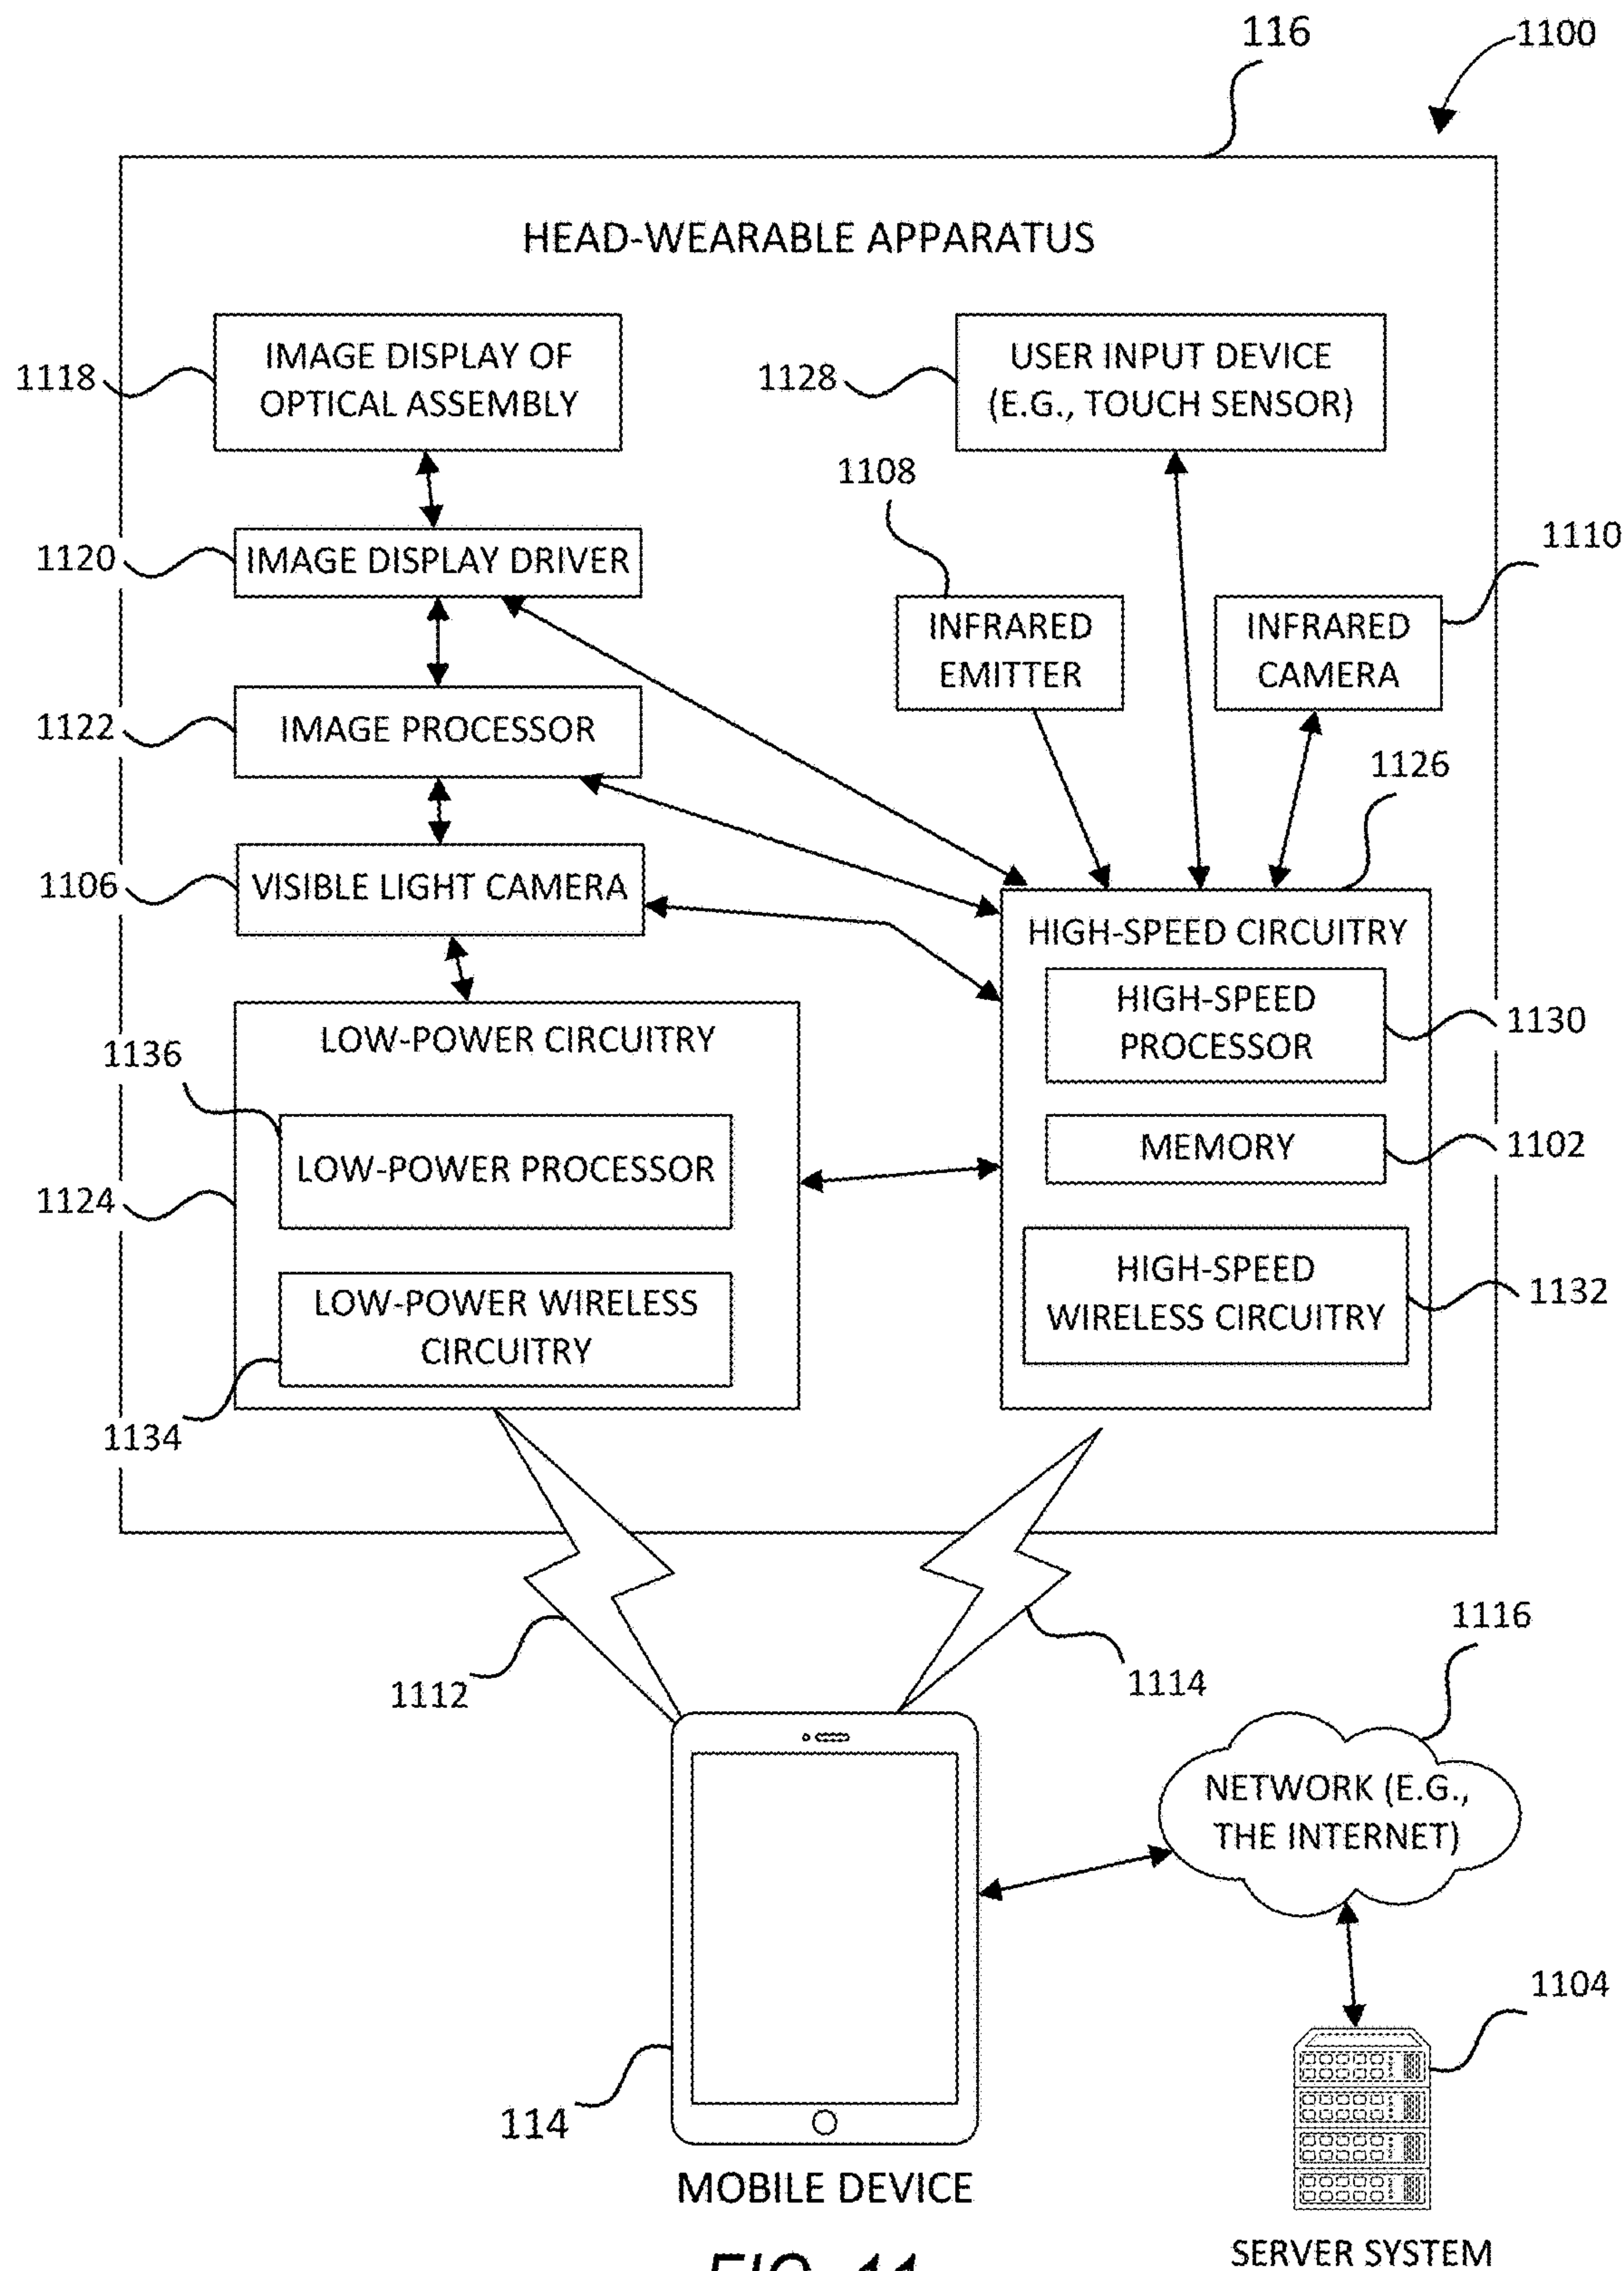 116
1100
HEAD-WEARABLE APPARATUS
IMAGE DISPLAY OF
OPTICAL ASSEMBLY
1118
USER INPUT DEVICE
(E.G., TOUCH SENSOR)
1128
1108
1110
1120
IMAGE DISPLAY DRIVER
INFRARED
EMITTER
INFRARED
CAMERA
1122
IMAGE PROCESSOR
1126
1106
VISIBLE LIGHT CAMERA
HIGH-SPEED CIRCUITRY
HIGH-SPEED
PROCESSOR
1130
LOW-POWER CIRCUITRY
1136
MEMORY
1102
LOW-POWER PROCESSOR
1124
HIGH-SPEED
WIRELESS CIRCUITRY
1132
LOW-POWER WIRELESS
CIRCUITRY
1134
1112
1114
1116
NETWORK (E.G.,
THE INTERNET)
1104
114
MOBILE DEVICE
SERVER SYSTEM
FIG. 11